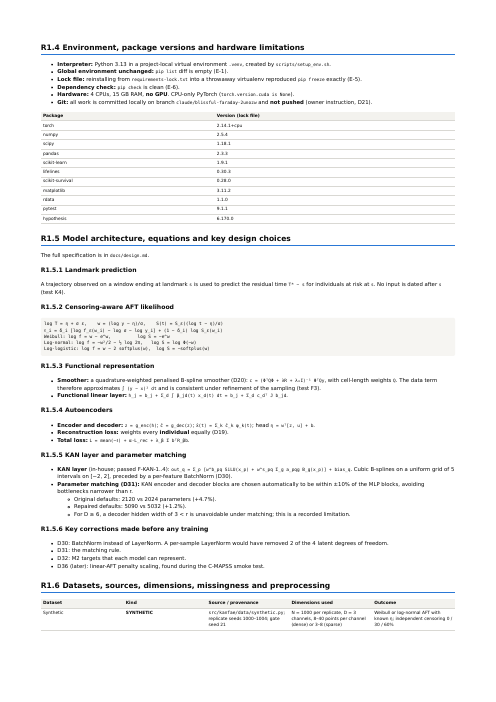 R1.4 Environment, package versions and hardware limitations
• Interpreter: Python 3.13 in a project-local virtual environment .venv, created by scripts/setup_env.sh.
• Global environment unchanged: pip list diff is empty (E-1).
• Lock file: reinstalling from requirements-lock.txt into a throwaway virtualenv reproduced pip freeze exactly (E-5).
• Dependency check: pip check is clean (E-6).
• Hardware: 4 CPUs, 15 GB RAM, no GPU. CPU-only PyTorch (torch.version.cuda is None).
• Git: all work is committed locally on branch and not pushed (owner instruction, D21).
Package Version (lock file)
torch 2.14.1+cpu
numpy 2.5.4
scipy 1.18.1
pandas 2.3.3
scikit-learn 1.9.1
lifelines 0.30.3
scikit-survival 0.28.0
matplotlib 3.11.2
rdata 1.1.0
pytest 9.1.1
hypothesis 6.170.0
R1.5 Model architecture, equations and key design choices
The full specification is in docs/design.md.
R1.5.1 Landmark prediction
A trajectory observed on a window ending at landmark s is used to predict the residual time T* − s for individuals at risk at s. No input is dated after s
(test K4).
R1.5.2 Censoring-aware AFT likelihood
R1.5.3 Functional representation
• Smoother: a quadrature-weighted penalised B-spline smoother (D20): with cell-length weights The data term
therefore approximates and is consistent under refinement of the sampling (test F3).
• Functional linear layer:
R1.5.4 Autoencoders
• Encoder and decoder: head
• Reconstruction loss: weights every individual equally (D19).
• Total loss:
R1.5.5 KAN layer and parameter matching
• KAN layer (in-house; passed F-KAN-1..4): Cubic B-splines on a uniform grid of 5
intervals on [−2, 2], preceded by a per-feature BatchNorm (D30).
• Parameter matching (D31): KAN encoder and decoder blocks are chosen automatically to be within ±10% of the MLP blocks, avoiding
bottlenecks narrower than r.
○ Original defaults: 2120 vs 2024 parameters (+4.7%).
○ Repaired defaults: 5090 vs 5032 (+1.2%).
○ For D ≤ 6, a decoder hidden width of 3 < r is unavoidable under matching; this is a recorded limitation.
R1.5.6 Key corrections made before any training
• D30: BatchNorm instead of LayerNorm. A per-sample LayerNorm would have removed 2 of the 4 latent degrees of freedom.
• D31: the matching rule.
• D32: M2 targets that each model can represent.
• D36 (later): linear-AFT penalty scaling, found during the C-MAPSS smoke test.
R1.6 Datasets, sources, dimensions, missingness and preprocessing
Dataset Kind Source / provenance Dimensions used Outcome
Synthetic SYNTHETIC src/kanfae/data/synthetic.py; N = 1000 per replicate, D = 3 Weibull or log-normal AFT with
replicate seeds 1000–1004; gate channels, 8–40 points per channel known η; independent censoring 0 /
seed 21 (dense) or 3–8 (sparse) 30 / 60%